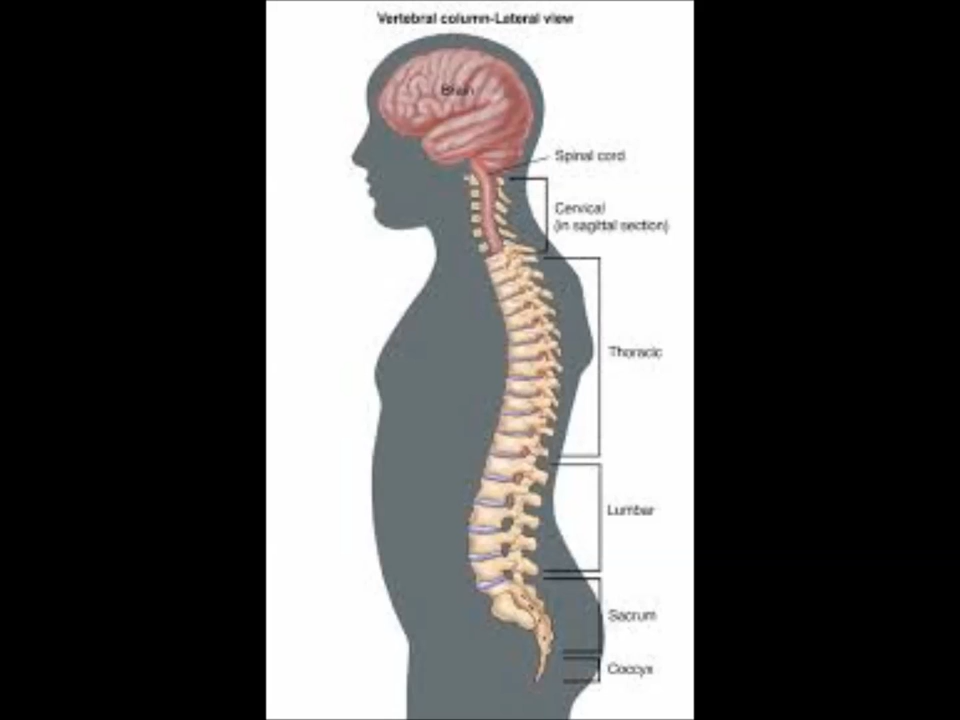 Vertebral column-Lateral view
Brain
Spinal cord
Cervical
(in sagittal section)
Thoracic
Lumbar
Sacrum
Coccyx